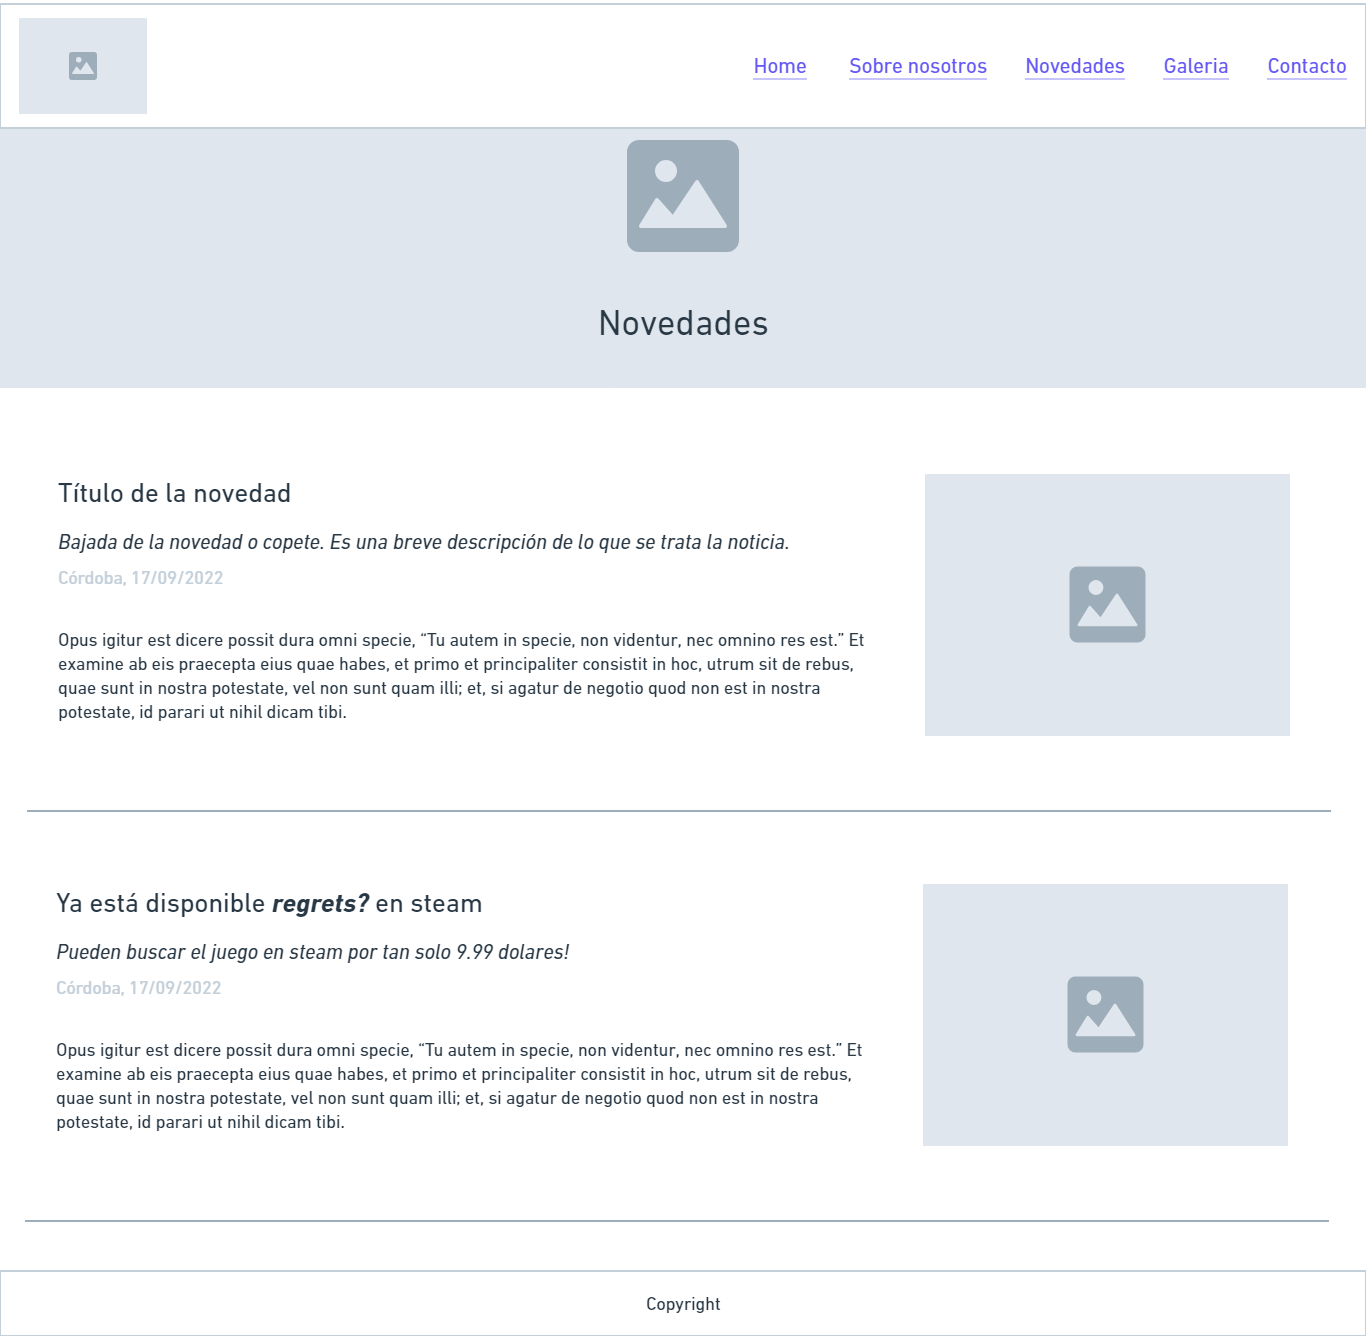 Home Sobre nosotros Novedades Galeria Contacto
Novedades
Título de la novedad
Bajada de la novedad o copete. Es una breve descripción de lo que se trata la noticia.
Córdoba, 17/09/2022
Opus igitur est dicere possit dura omni specie, “Tu autem in specie, non videntur, nec omnino res est.” Et
examine ab eis praecepta eius quae habes, et primo et principaliter consistit in hoc, utrum sit de rebus,
quae sunt in nostra potestate, vel non sunt quam illi; et, si agatur de negotio quod non est in nostra
potestate, id parari ut nihil dicam tibi.
Ya está disponible regrets? en steam
Pueden buscar el juego en steam por tan solo 9.99 dolares!
Córdoba, 17/09/2022
Opus igitur est dicere possit dura omni specie, “Tu autem in specie, non videntur, nec omnino res est.” Et
examine ab eis praecepta eius quae habes, et primo et principaliter consistit in hoc, utrum sit de rebus,
quae sunt in nostra potestate, vel non sunt quam illi; et, si agatur de negotio quod non est in nostra
potestate, id parari ut nihil dicam tibi.
Copyright